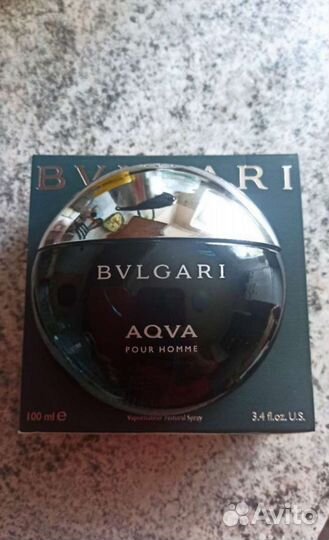 BVLGARI
BVLGARI
AQVA
POUR HOMME
100 ml ℮
Vaporisateur Natural Spray
3.4 fl.oz. U.S.
Avito